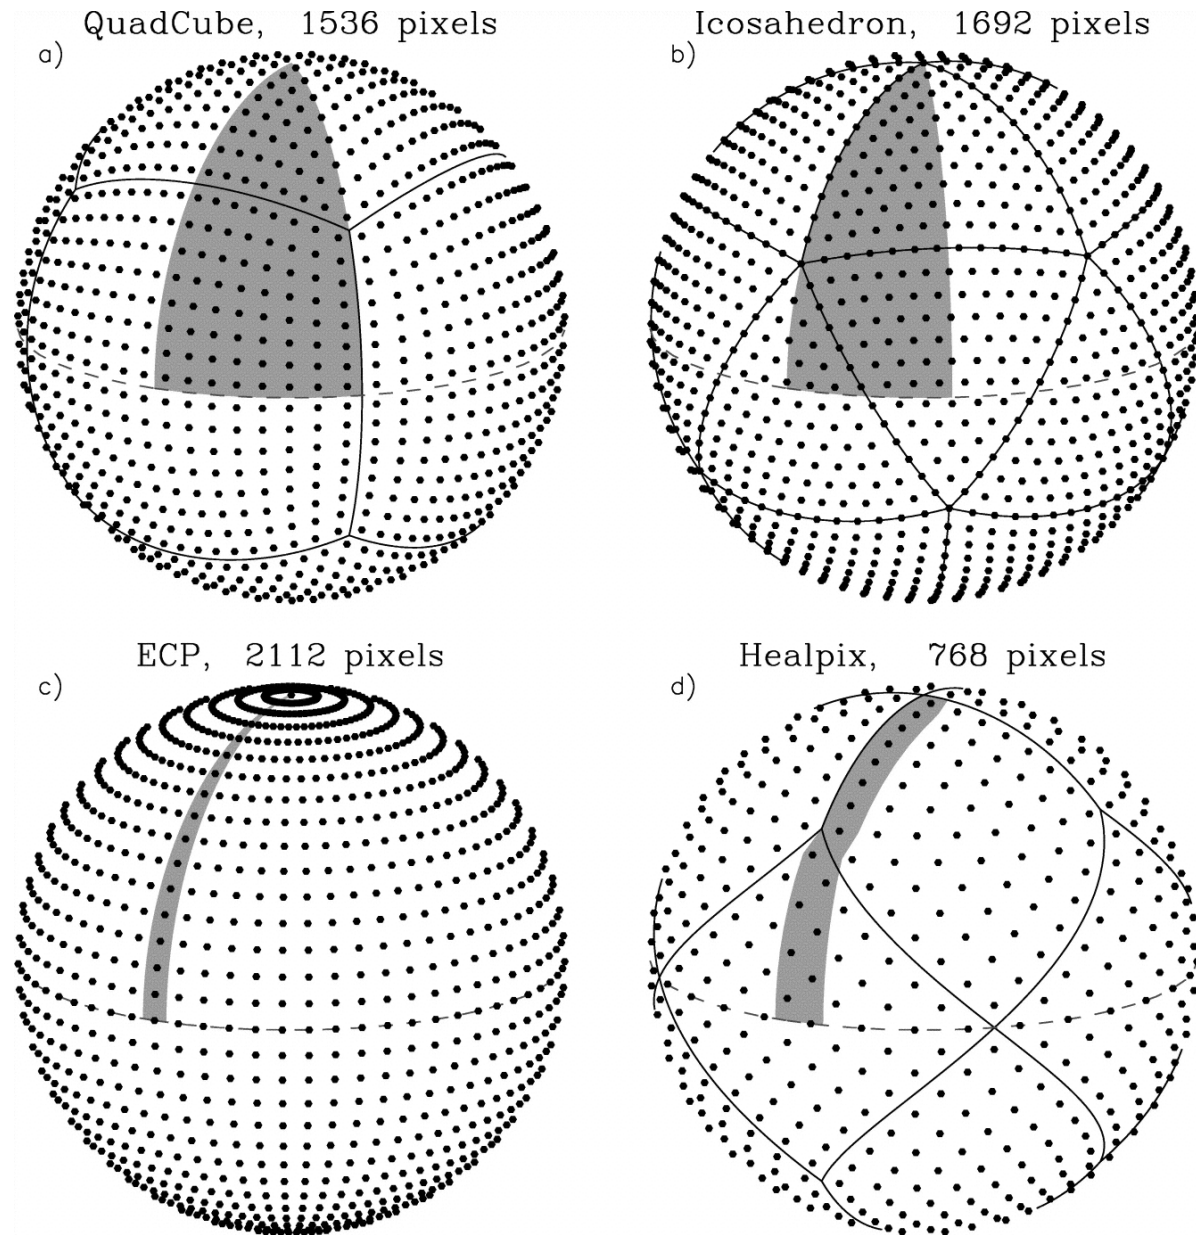 QuadCube, 1536 pixels
a)
Icosahedron, 1692 pixels
b)
ECP, 2112 pixels
c)
Healpix, 768 pixels
d)